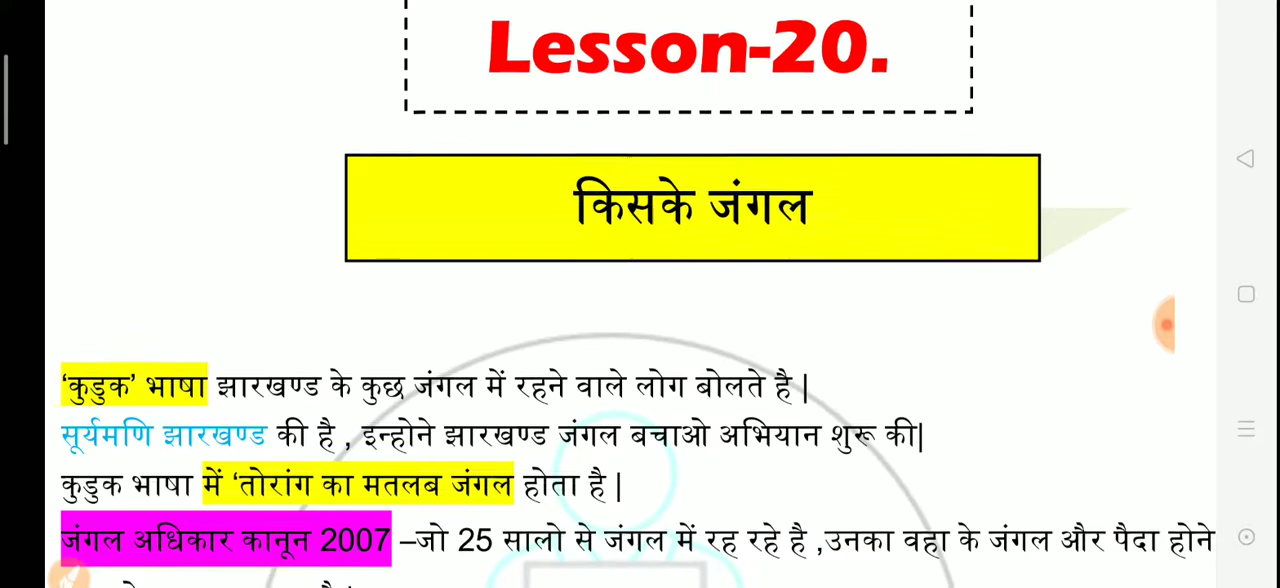 Lesson-20.
किसके जंगल
‘कुडुक’ भाषा झारखण्ड के कुछ जंगल में रहने वाले लोग बोलते है |
सूर्यमणि झारखण्ड की है , इन्होने झारखण्ड जंगल बचाओ अभियान शुरू की|
कुडुक भाषा में ‘तोरांग का मतलब जंगल होता है |
जंगल अधिकार कानून 2007 –जो 25 सालो से जंगल में रह रहे है ,उनका वहा के जंगल और पैदा होने